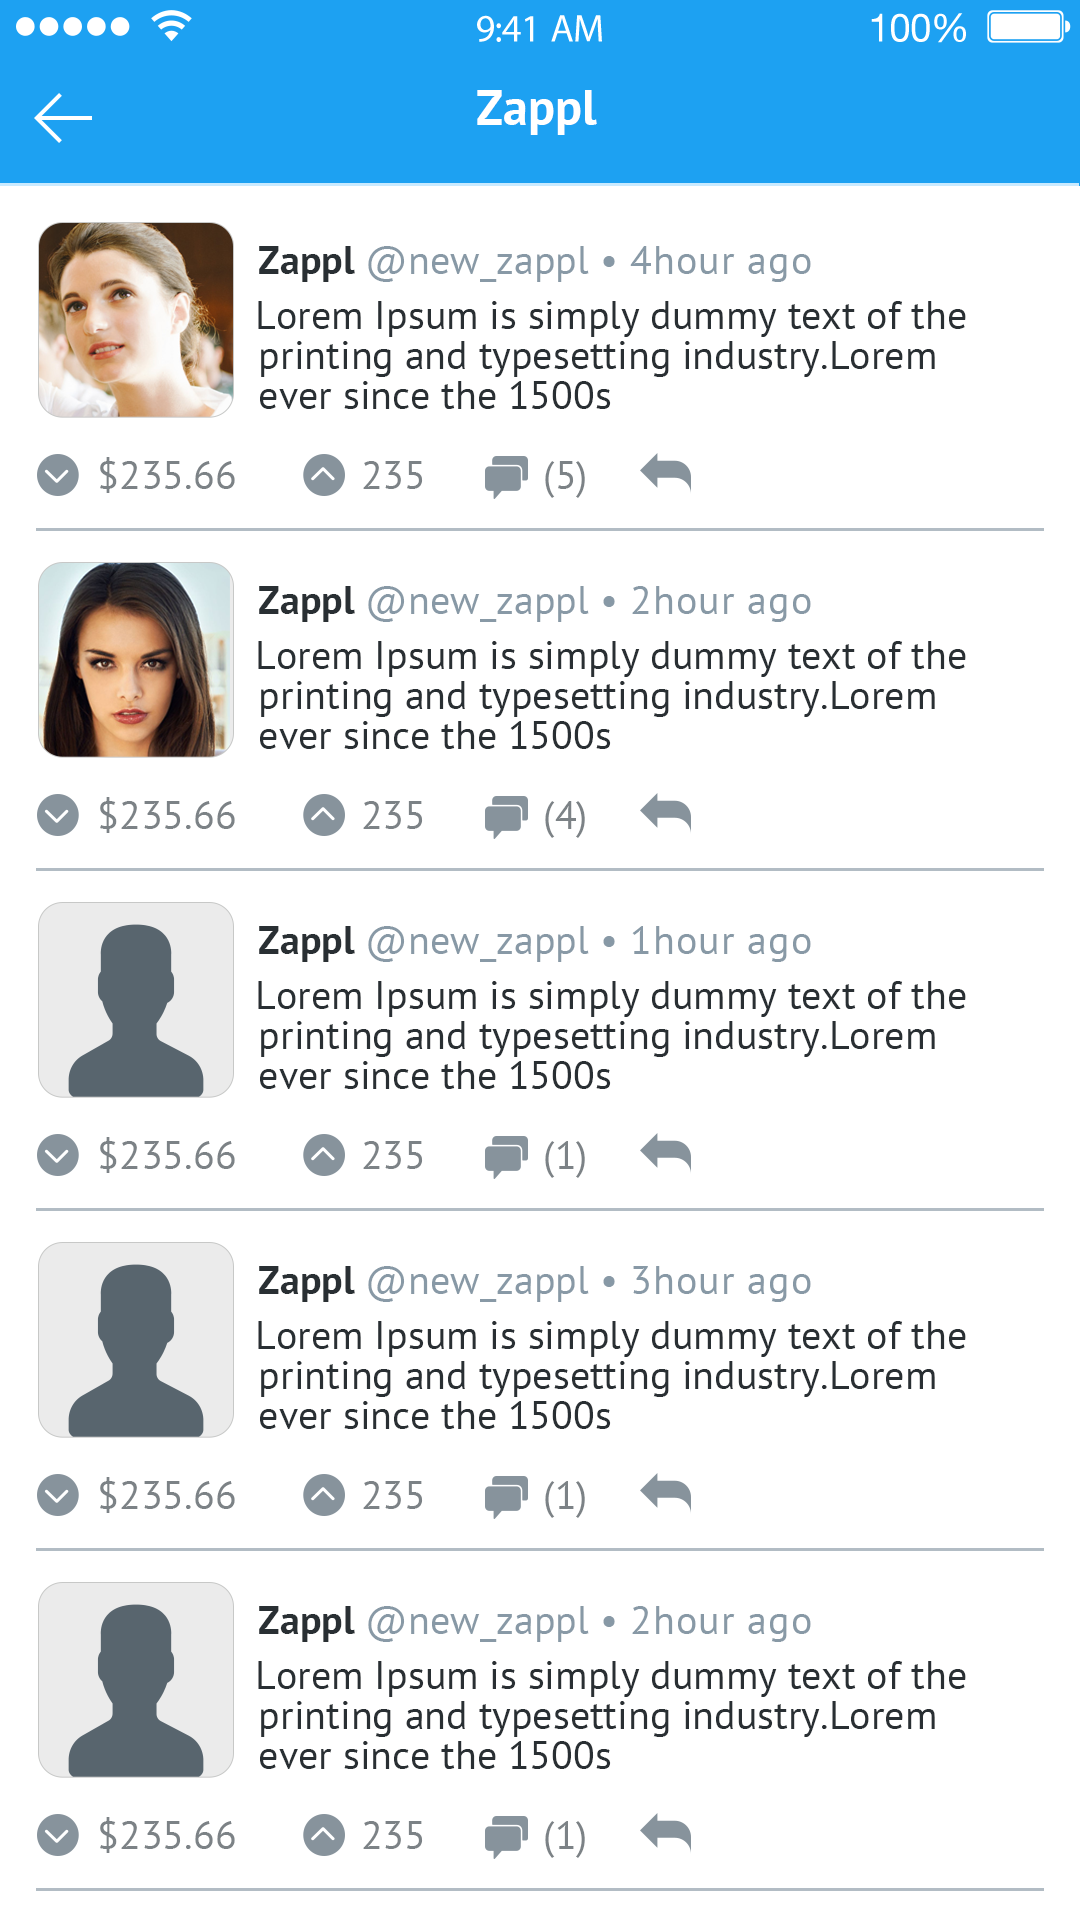 9:41 AM 100%
Zappl
Zappl @new_zappl • 4hour ago
Lorem Ipsum is simply dummy text of the
printing and typesetting industry.Lorem
ever since the 1500s
$235.66 235 (5)
Zappl @new_zappl • 2hour ago
Lorem Ipsum is simply dummy text of the
printing and typesetting industry.Lorem
ever since the 1500s
$235.66 235 (4)
Zappl @new_zappl • 1hour ago
Lorem Ipsum is simply dummy text of the
printing and typesetting industry.Lorem
ever since the 1500s
$235.66 235 (1)
Zappl @new_zappl • 3hour ago
Lorem Ipsum is simply dummy text of the
printing and typesetting industry.Lorem
ever since the 1500s
$235.66 235 (1)
Zappl @new_zappl • 2hour ago
Lorem Ipsum is simply dummy text of the
printing and typesetting industry.Lorem
ever since the 1500s
$235.66 235 (1)